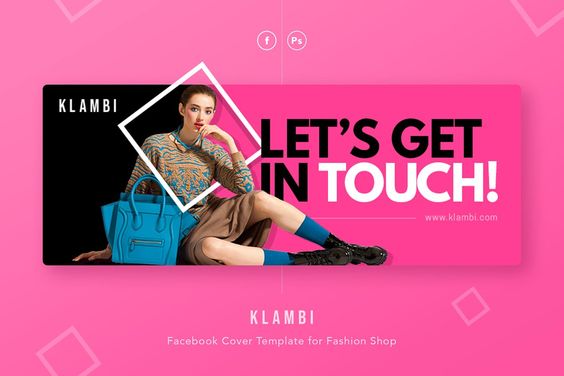 f
Ps
KLAMBI
LET'S GET
IN TOUCH!
www.klambi.com
KLAMBI
Facebook Cover Template for Fashion Shop